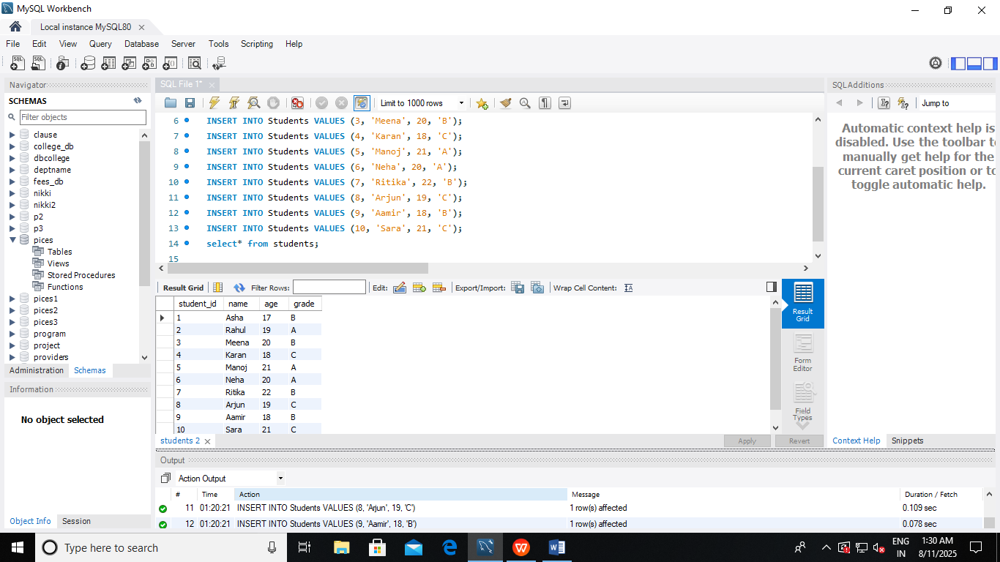 MySQL Workbench
Local instance MySQL80
File Edit View Query Database Server Tools Scripting Help
Navigator
SCHEMAS
Filter objects
clause
college_db
dbcollege
deptname
fees_db
nikki
nikki2
p2
p3
pices
Tables
Views
Stored Procedures
Functions
pices1
pices2
pices3
program
project
providers
Administration Schemas
Information
No object selected
Object Info Session
SQL File 1*
Limit to 1000 rows
6 INSERT INTO Students VALUES (3, 'Meena', 20, 'B');
7 INSERT INTO Students VALUES (4, 'Karan', 18, 'C');
8 INSERT INTO Students VALUES (5, 'Manoj', 21, 'A');
9 INSERT INTO Students VALUES (6, 'Neha', 20, 'A');
10 INSERT INTO Students VALUES (7, 'Ritika', 22, 'B');
11 INSERT INTO Students VALUES (8, 'Arjun', 19, 'C');
12 INSERT INTO Students VALUES (9, 'Aamir', 18, 'B');
13 INSERT INTO Students VALUES (10, 'Sara', 21, 'C');
14 select* from students;
15
Result Grid Filter Rows: Edit: Export/Import: Wrap Cell Content:
student_id name age grade
1 Asha 17 B
2 Rahul 19 A
3 Meena 20 B
4 Karan 18 C
5 Manoj 21 A
6 Neha 20 A
7 Ritika 22 B
8 Arjun 19 C
9 Aamir 18 B
10 Sara 21 C
Result
Grid
Form
Editor
Field
Types
students 2
Apply Revert
SQLAdditions
Jump to
Automatic context help is
disabled. Use the toolbar to
manually get help for the
current caret position or to
toggle automatic help.
Context Help Snippets
Output
Action Output
# Time Action Message Duration / Fetch
11 01:20:21 INSERT INTO Students VALUES (8, 'Arjun', 19, 'C') 1 row(s) affected 0.109 sec
12 01:20:21 INSERT INTO Students VALUES (9, 'Aamir', 18, 'B') 1 row(s) affected 0.078 sec
Type here to search
ENG
IN
1:30 AM
8/11/2025